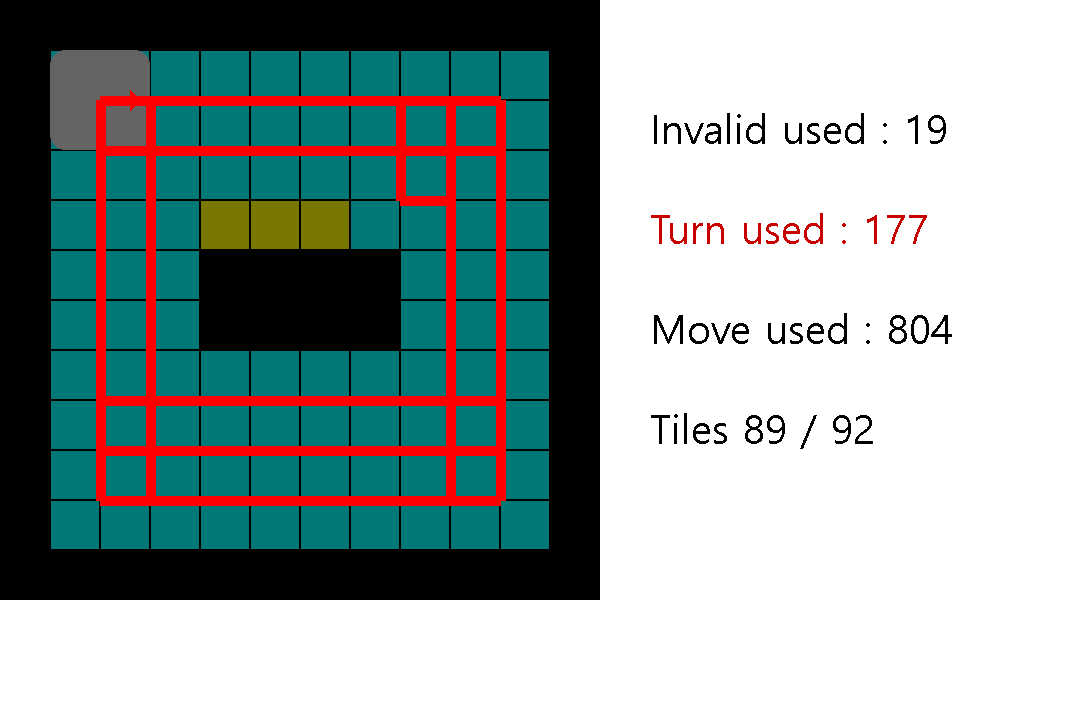 Invalid used : 19
Turn used : 177
Move used : 804
Tiles 89 / 92